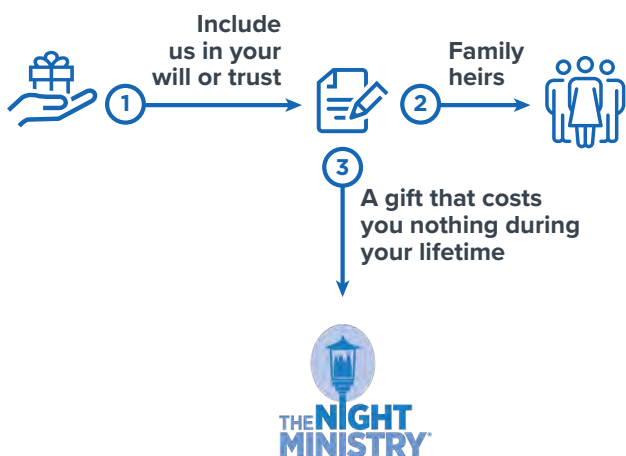 Include
us in your
will or trust
1
Family
heirs
2
3
A gift that costs
you nothing during
your lifetime
THE NIGHT
MINISTRY